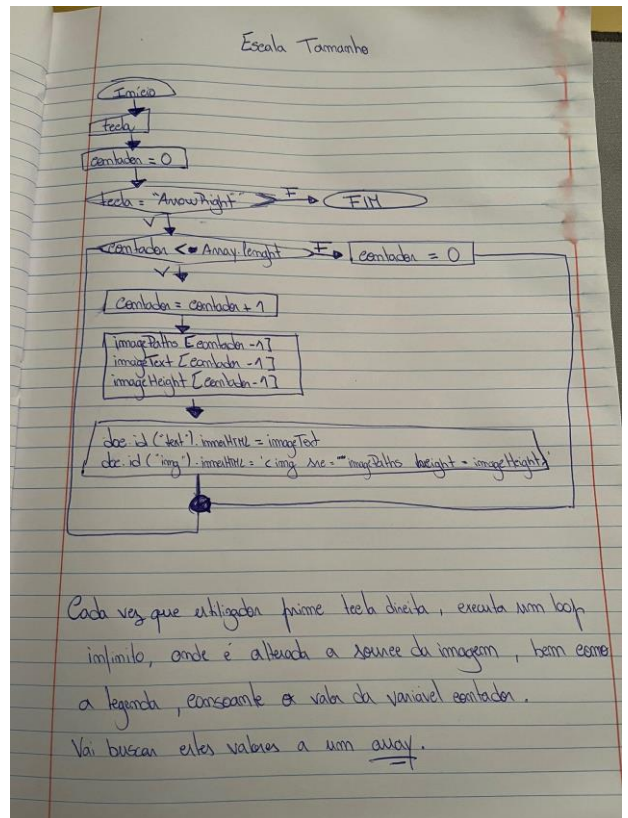 Escala Tamanho
Início
tecla
contador = 0
tecla = "ArrowRight"
F
FIM
V
contador <= Array.lenght
F
contador = 0
V
contador = contador + 1
imagePaths [contador -1]
imageText [contador -1]
imageHeight [contador -1]
doc.id ("text").innerHTML = imageText
doc.id ("img").innerHTML = '<img src = "" imagePaths height = imageHeight>'
Cada vez que utilizador prime tecla direita, executa um loop
infinito, onde é alterada a source da imagem, bem como
a legenda, consoante o valor da variável contador.
Vai buscar estes valores a um array.